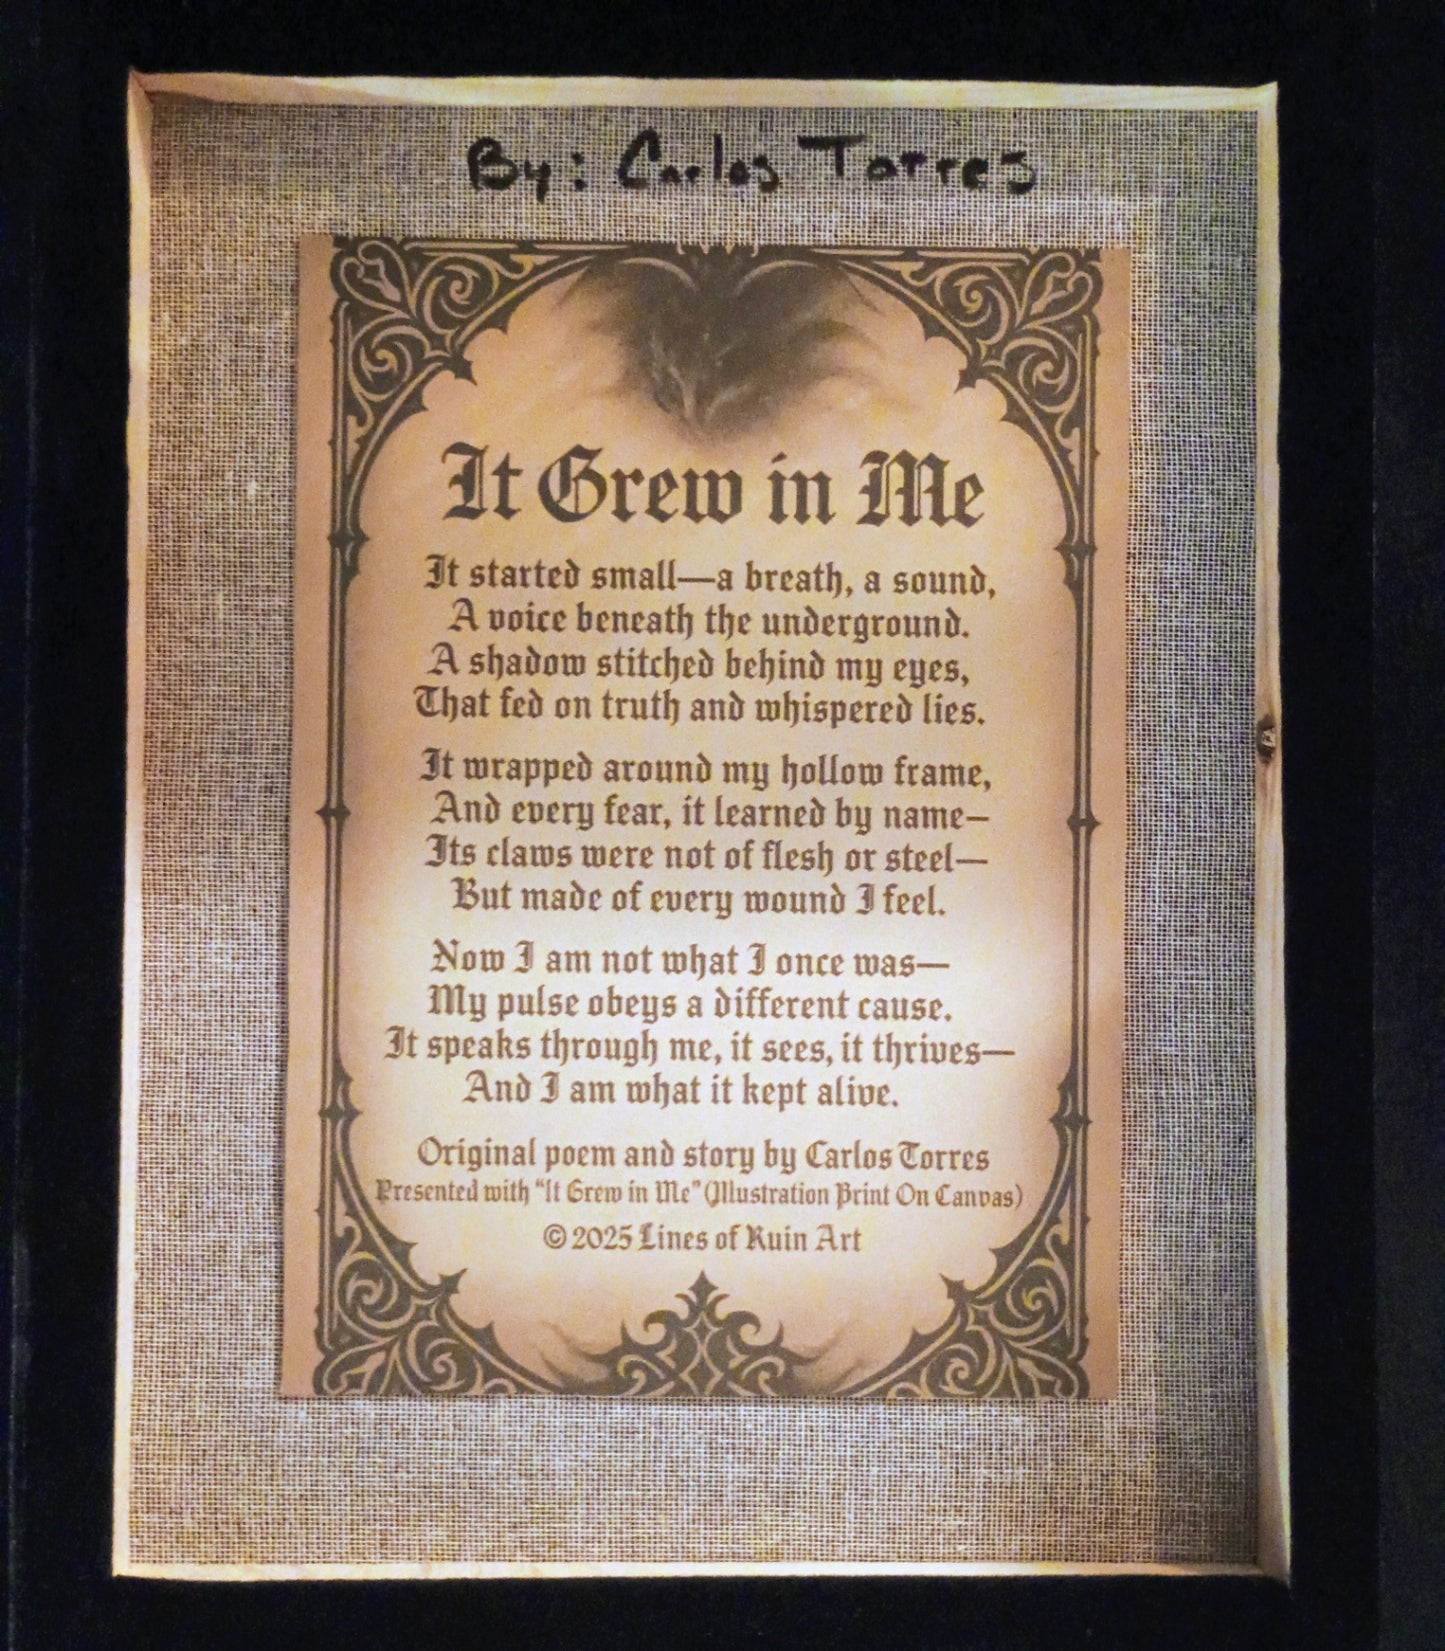 By: Carlos Torres
It Grew in Me
It started small—a breath, a sound,
A voice beneath the underground.
A shadow stitched behind my eyes,
That fed on truth and whispered lies.
It wrapped around my hollow frame,
And every fear, it learned by name—
Its claws were not of flesh or steel—
But made of every wound I feel.
Now I am not what I once was—
My pulse obeys a different cause.
It speaks through me, it sees, it thrives—
And I am what it kept alive.
Original poem and story by Carlos Torres
Presented with “It Grew in Me” (Illustration Print On Canvas)
© 2025 Lines of Ruin Art